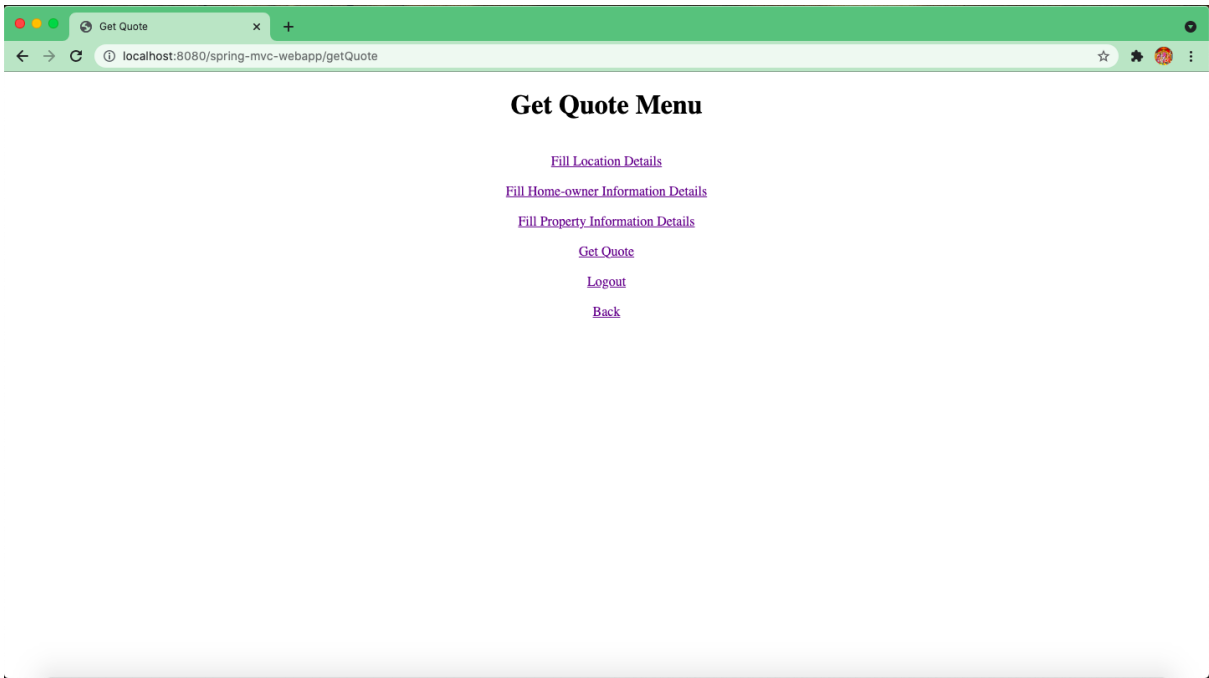 Get Quote
localhost:8080/spring-mvc-webapp/getQuote
Get Quote Menu
Fill Location Details
Fill Home-owner Information Details
Fill Property Information Details
Get Quote
Logout
Back